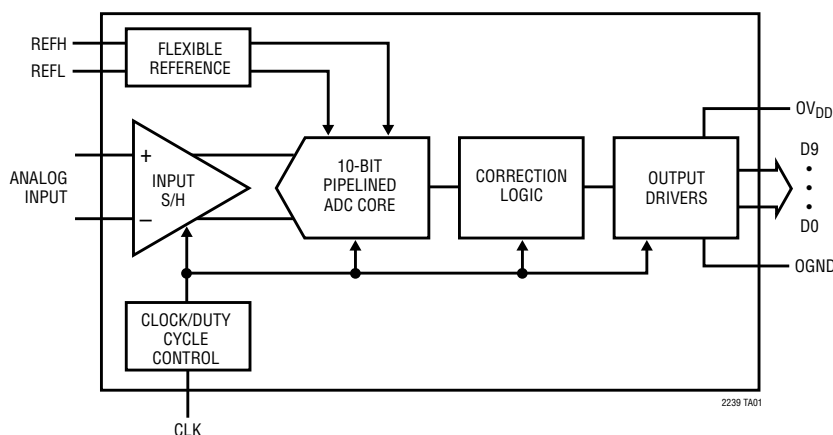 REFH
REFL
FLEXIBLE
REFERENCE
ANALOG
INPUT
+
–
INPUT
S/H
10-BIT
PIPELINED
ADC CORE
CORRECTION
LOGIC
OUTPUT
DRIVERS
OVDD
D9
•
•
•
D0
OGND
CLOCK/DUTY
CYCLE
CONTROL
CLK
2239 TA01